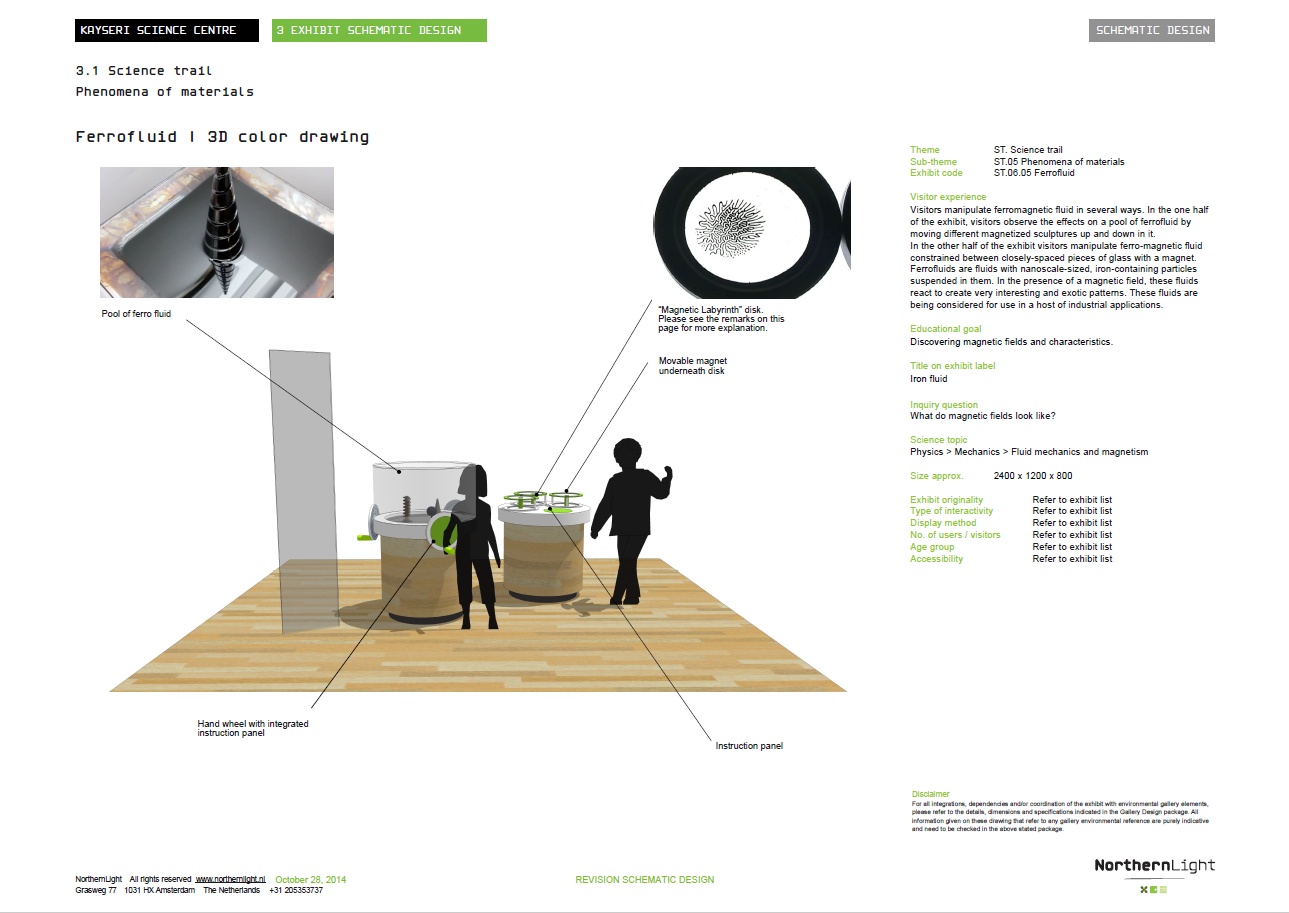 KAYSERI SCIENCE CENTRE
3 EXHIBIT SCHEMATIC DESIGN
SCHEMATIC DESIGN
3.1 Science trail
Phenomena of materials
Ferrofluid | 3D color drawing
Pool of ferro fluid
"Magnetic Labyrinth" disk.
Please see the remarks on this
page for more explanation.
Movable magnet
underneath disk
Hand wheel with integrated
instruction panel
Instruction panel
Theme ST. Science trail
Sub-theme ST.05 Phenomena of materials
Exhibit code ST.06.05 Ferrofluid
Visitor experience
Visitors manipulate ferromagnetic fluid in several ways. In the one half
of the exhibit, visitors observe the effects on a pool of ferrofluid by
moving different magnetized sculptures up and down in it.
In the other half of the exhibit visitors manipulate ferro-magnetic fluid
constrained between closely-spaced pieces of glass with a magnet.
Ferrofluids are fluids with nanoscale-sized, iron-containing particles
suspended in them. In the presence of a magnetic field, these fluids
react to create very interesting and exotic patterns. These fluids are
being considered for use in a host of industrial applications.
Educational goal
Discovering magnetic fields and characteristics.
Title on exhibit label
Iron fluid
Inquiry question
What do magnetic fields look like?
Science topic
Physics > Mechanics > Fluid mechanics and magnetism
Size approx. 2400 x 1200 x 800
Exhibit originality Refer to exhibit list
Type of interactivity Refer to exhibit list
Display method Refer to exhibit list
No. of users / visitors Refer to exhibit list
Age group Refer to exhibit list
Accessibility Refer to exhibit list
Disclaimer
For all integrations, dependencies and/or coordination of the exhibit with environmental gallery elements,
please refer to the details, dimensions and specifications indicated in the Gallery Design package. All
information given on these drawing that refer to any gallery environmental reference are purely indicative
and need to be checked in the above stated package.
NorthernLight
NorthernLight All rights reserved www.northernlight.nl October 28, 2014
Grasweg 77 1031 HX Amsterdam The Netherlands +31 205353737
REVISION SCHEMATIC DESIGN